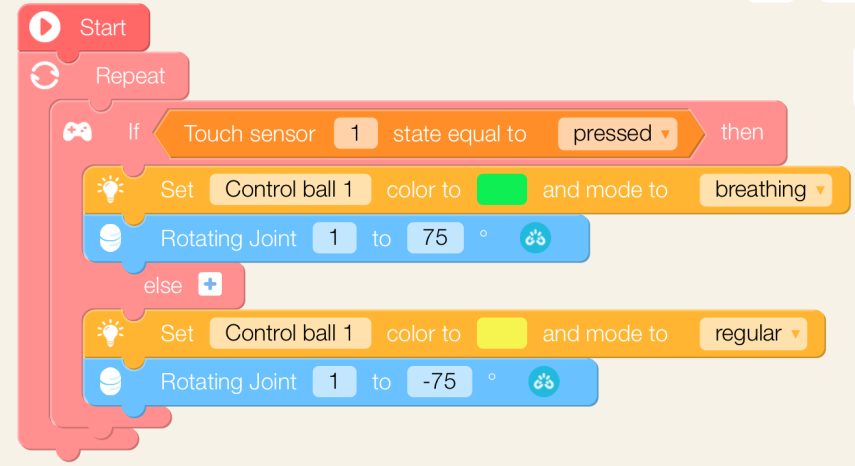 Start
Repeat
If Touch sensor 1 state equal to pressed then
Set Control ball 1 color to and mode to breathing
Rotating Joint 1 to 75 °
else
Set Control ball 1 color to and mode to regular
Rotating Joint 1 to -75 °